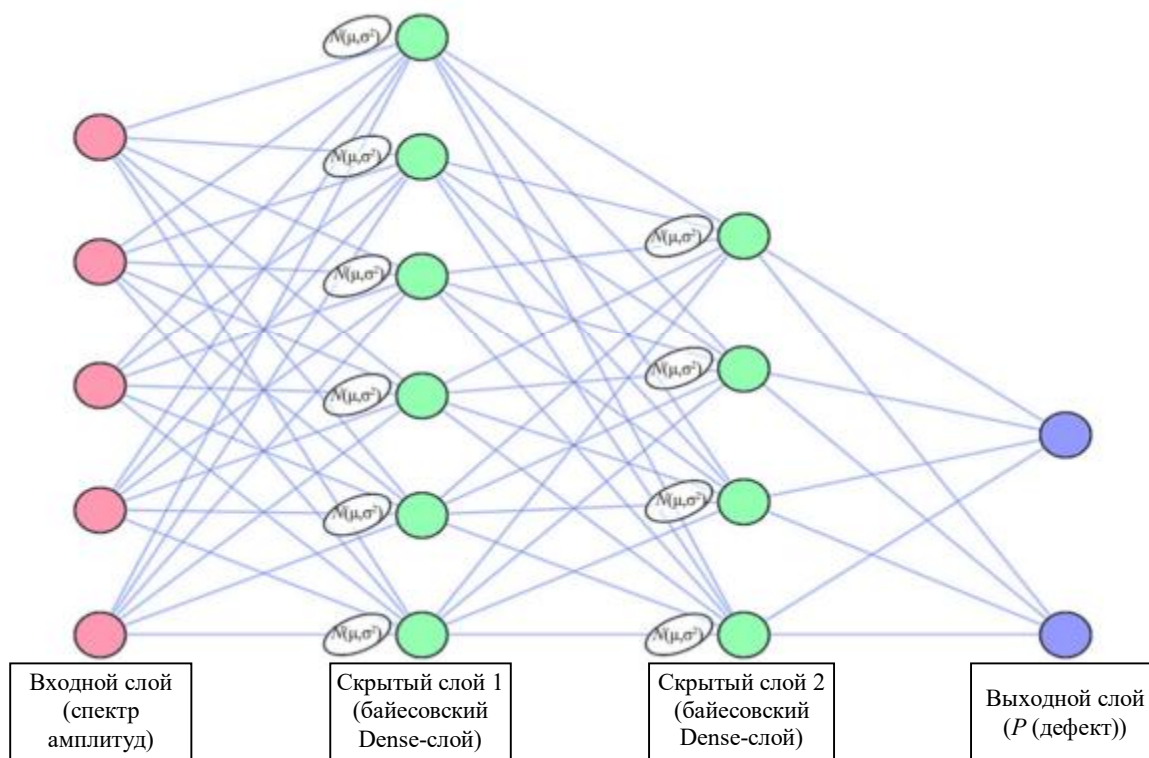 N(μ,σ²)
N(μ,σ²)
N(μ,σ²)
N(μ,σ²)
N(μ,σ²)
N(μ,σ²)
N(μ,σ²)
N(μ,σ²)
N(μ,σ²)
N(μ,σ²)
Входной слой
(спектр
амплитуд)
Скрытый слой 1
(байесовский
Dense-слой)
Скрытый слой 2
(байесовский
Dense-слой)
Выходной слой
(P (дефект))